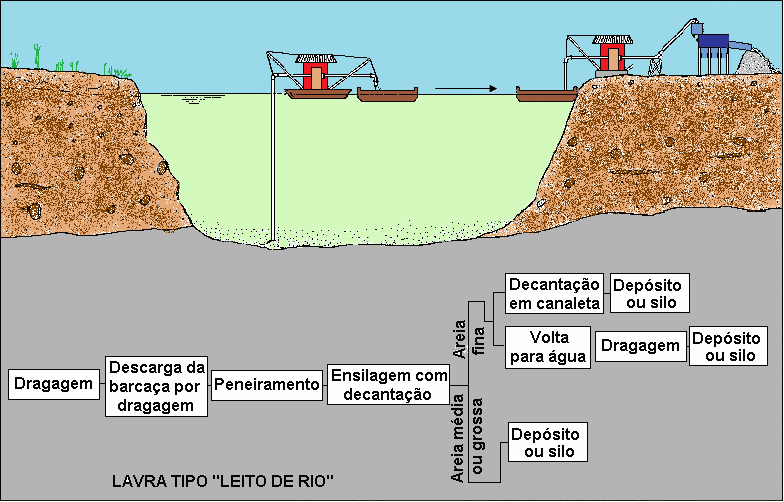 Dragagem
Descarga da
barcaça por
dragagem
Peneiramento
Ensilagem com
decantação
Areia
fina
Decantação
em canaleta
Depósito
ou silo
Volta
para água
Dragagem
Depósito
ou silo
Areia média
ou grossa
Depósito
ou silo
LAVRA TIPO "LEITO DE RIO"